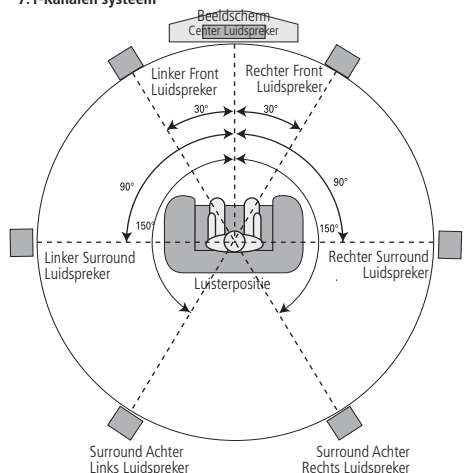 7.1-Kanalen systeem
Beeldscherm
Center Luidspreker
Linker Front
Luidspreker
Rechter Front
Luidspreker
30°
30°
90°
90°
150°
150°
Linker Surround
Luidspreker
Rechter Surround
Luidspreker
Luisterpositie
Surround Achter
Links Luidspreker
Surround Achter
Rechts Luidspreker